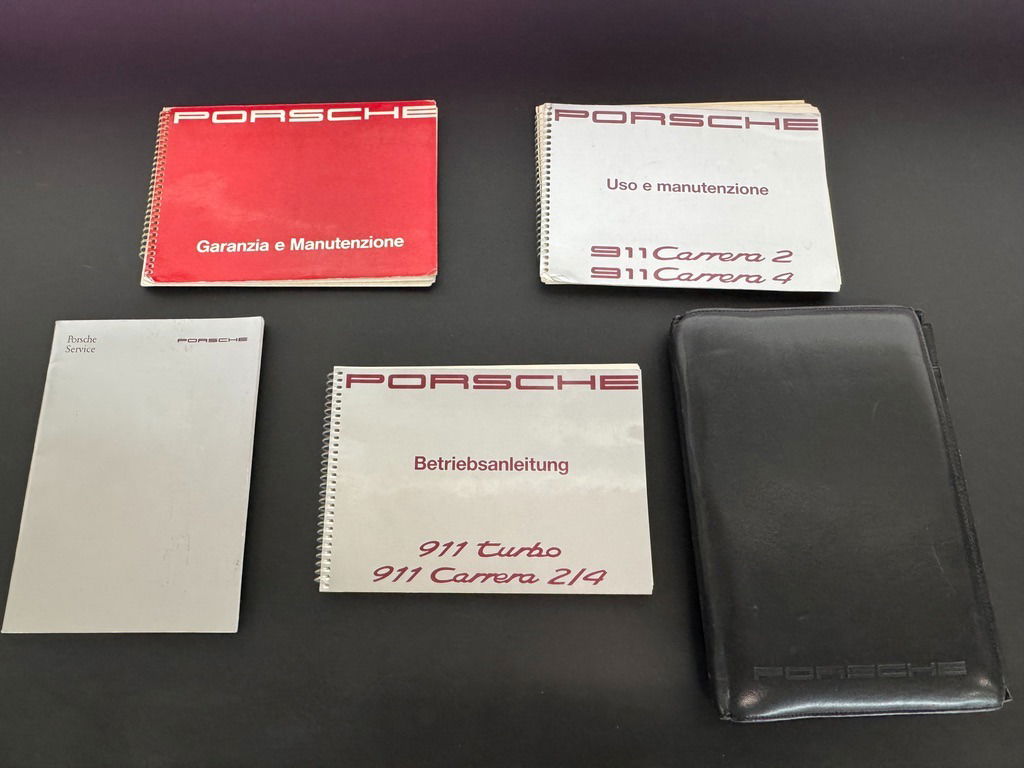 PORSCHE
Garanzia e Manutenzione
PORSCHE
Uso e manutenzione
911 Carrera 2
911 Carrera 4
Porsche
Service
PORSCHE
PORSCHE
Betriebsanleitung
911 turbo
911 Carrera 2/4
PORSCHE